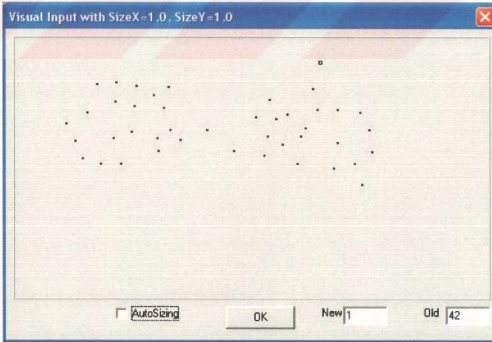 Visual Input with SizeX=1,0, SizeY=1,0
AutoSizing OK New 1 Old 42